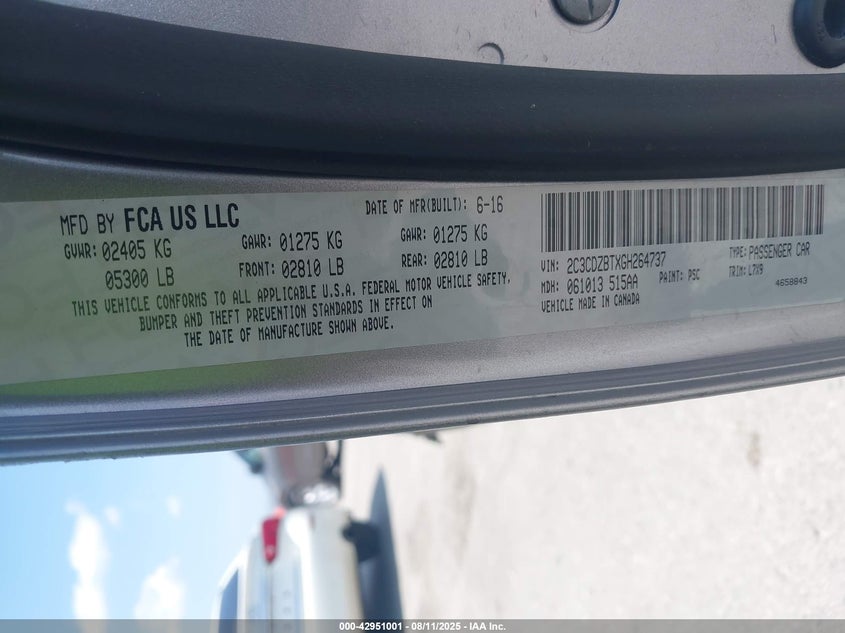 MFD BY FCA US LLC
DATE OF MFR(BUILT): 6-16
GVWR: 02405 KG
GAWR: 01275 KG
GAWR: 01275 KG
05300 LB
FRONT: 02810 LB
REAR: 02810 LB
THIS VEHICLE CONFORMS TO ALL APPLICABLE U.S.A. FEDERAL MOTOR VEHICLE SAFETY,
BUMPER AND THEFT PREVENTION STANDARDS IN EFFECT ON
THE DATE OF MANUFACTURE SHOWN ABOVE.
VIN: 2C3CDZBTXGH264737
TYPE: PASSENGER CAR
MDH: 061013 515AA
PAINT: PSC
TRIM: L7X9
VEHICLE MADE IN CANADA
4658843
000-42951001 - 08/11/2025 - IAA Inc.